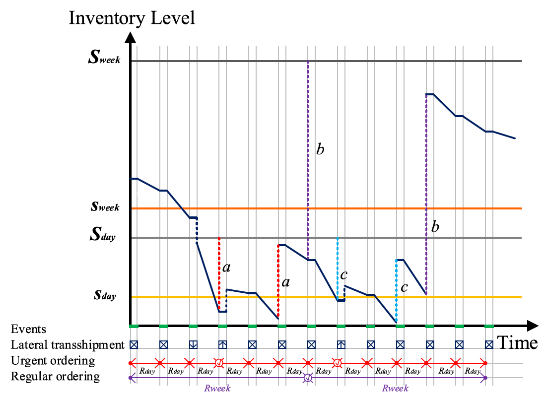 Inventory Level
Sweek
b
sweek
b
Sday
a
a
c
c
sday
Events
Lateral transshipment
Time
Urgent ordering
Rday Rday Rday Rday Rday Rday Rday Rday Rday Rday Rday Rday
Regular ordering
Rweek Rweek